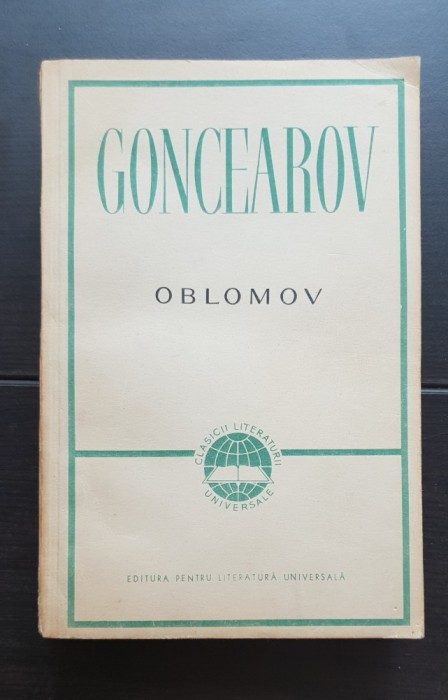 GONCEAROV
OBLOMOV
CLASICII LITERATURII
UNIVERSALE
EDITURA PENTRU LITERATURĂ UNIVERSALĂ